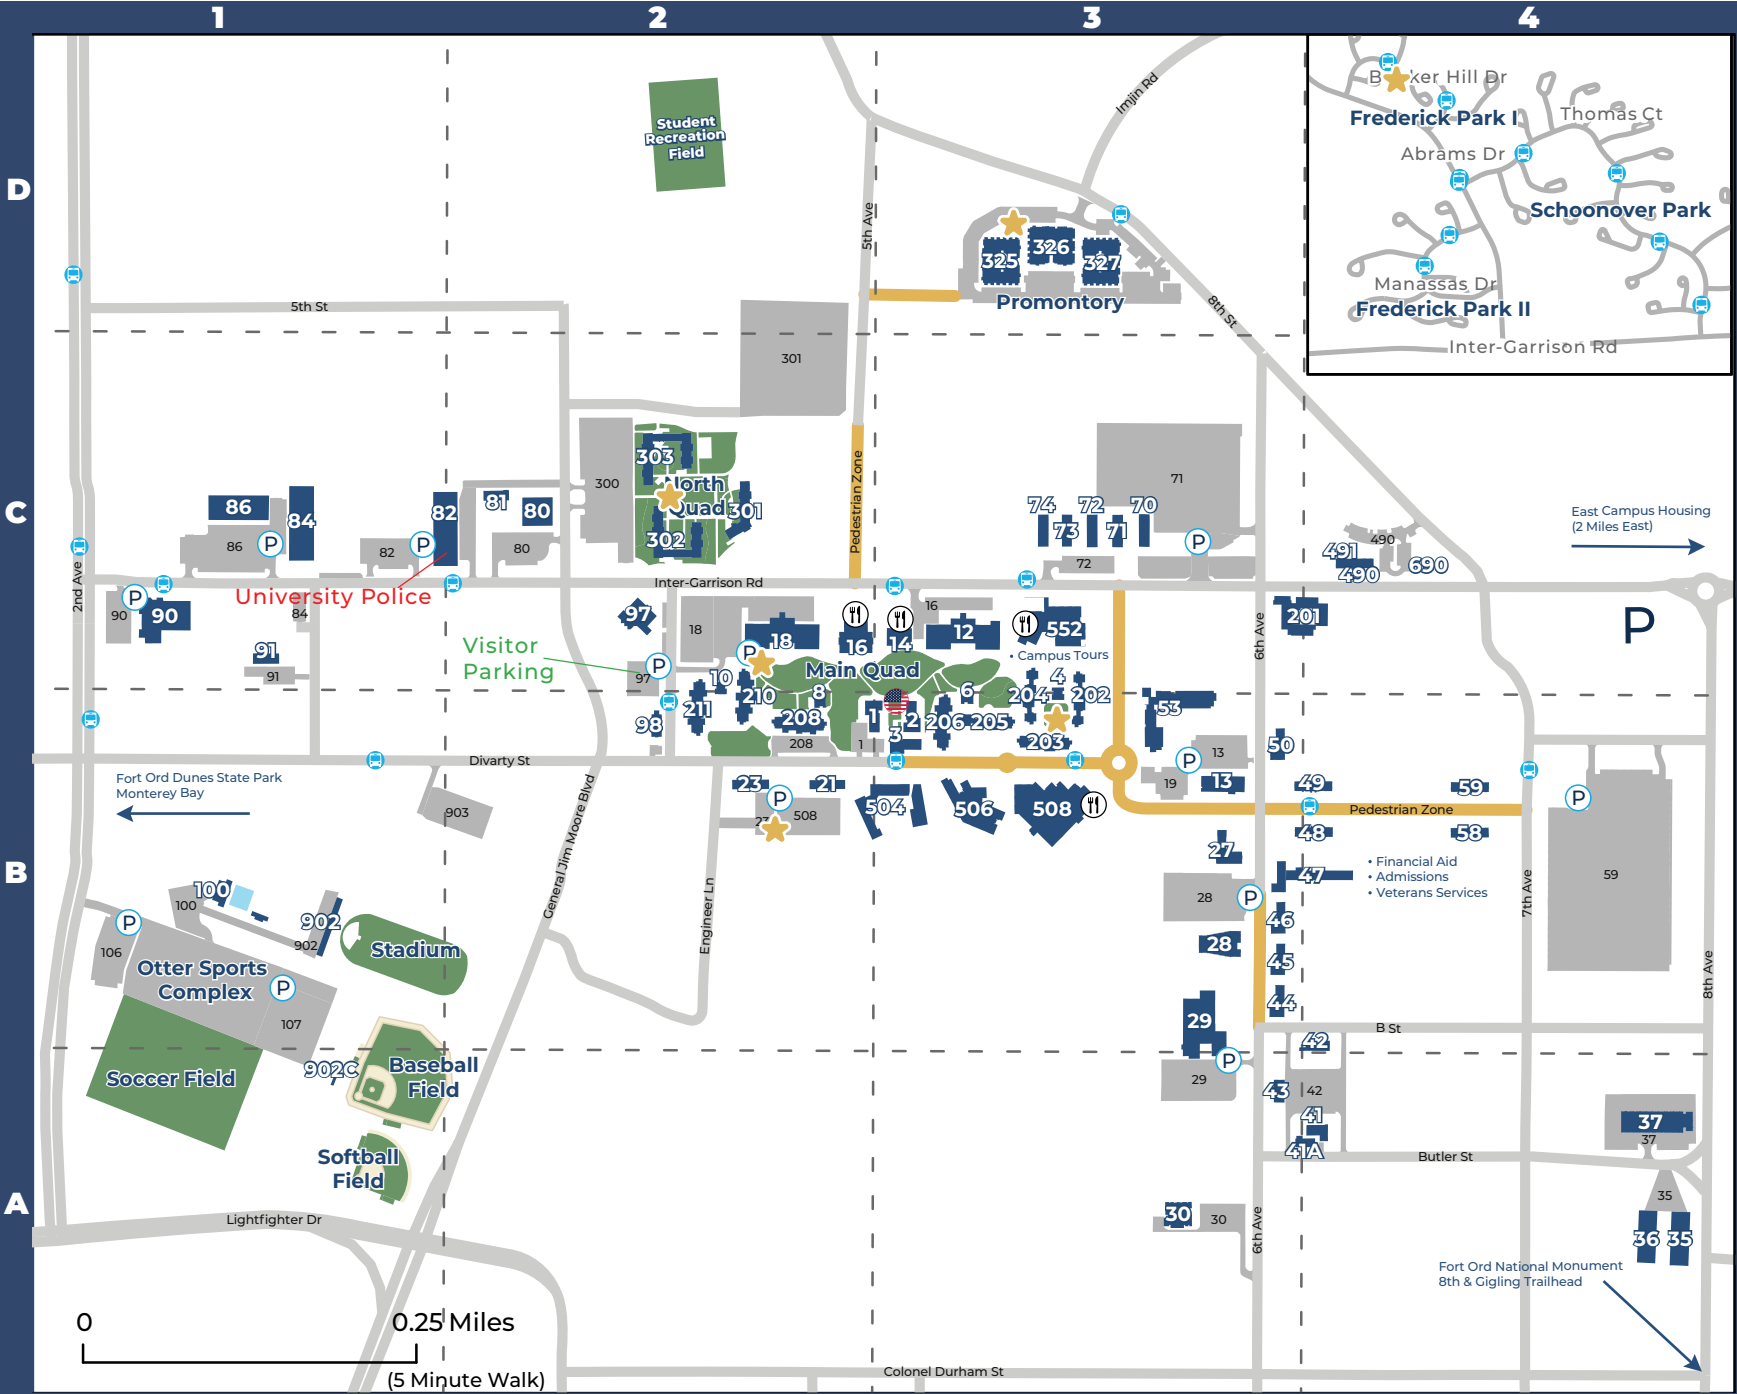 1
2
3
4
D
C
B
A
Student
Recreation
Field
5th Ave
Imjin Rd
8th St
325
326
327
Promontory
5th St
301
Bker Hill Dr
Frederick Park I
Thomas Ct
Abrams Dr
Schoonover Park
Manassas Dr
Frederick Park II
Inter-Garrison Rd
303
300
North
Quad
301
302
Pedestrian Zone
86
84
82
81
80
86
P
82
P
80
71
74
72
70
73
71
P
72
490
491
490
690
East Campus Housing
(2 Miles East)
2nd Ave
Inter-Garrison Rd
University Police
P
90
90
84
91
91
97
18
18
P
16
16
14
12
552
• Campus Tours
201
P
6th Ave
Visitor
Parking
P
97
Main Quad
10
210
211
98
8
208
208
1
1
2
3
6
206
205
204
4
202
203
53
50
13
P
19
13
Divarty St
Fort Ord Dunes State Park
Monterey Bay
903
General Jim Moore Blvd
23
21
P
23
508
504
506
508
49
59
P
Pedestrian Zone
48
58
27
47
• Financial Aid
• Admissions
• Veterans Services
59
28
P
46
28
45
44
7th Ave
8th Ave
Engineer Ln
100
100
902
902
P
106
Stadium
Otter Sports
Complex
P
107
29
B St
42
P
29
43
42
41
41A
Soccer Field
902C
Baseball
Field
Softball
Field
37
37
Butler St
35
36
35
Lightfighter Dr
30
30
6th Ave
Fort Ord National Monument
8th & Gigling Trailhead
0
0.25 Miles
(5 Minute Walk)
Colonel Durham St